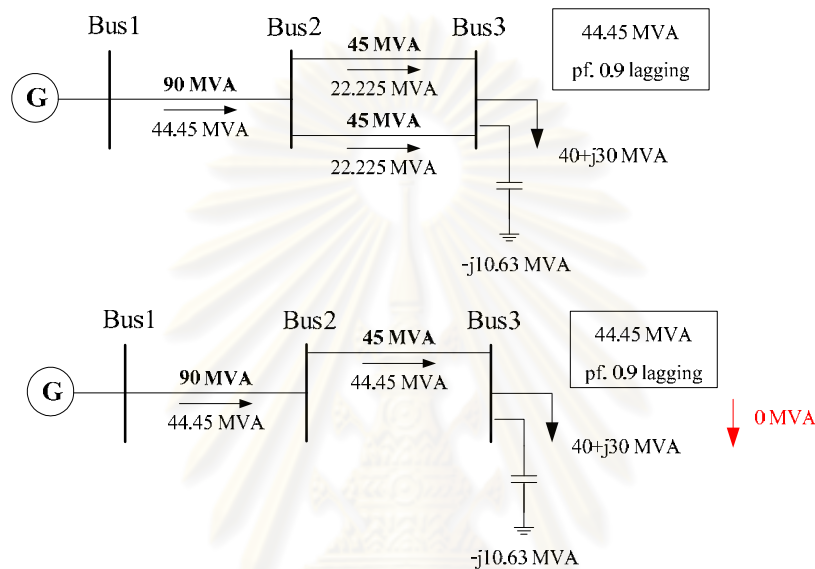 Bus1
Bus2
Bus3
45 MVA
22.225 MVA
44.45 MVA
pf. 0.9 lagging
G
90 MVA
44.45 MVA
45 MVA
22.225 MVA
40+j30 MVA
-j10.63 MVA
Bus1
Bus2
Bus3
45 MVA
44.45 MVA
44.45 MVA
pf. 0.9 lagging
G
90 MVA
44.45 MVA
0 MVA
40+j30 MVA
-j10.63 MVA